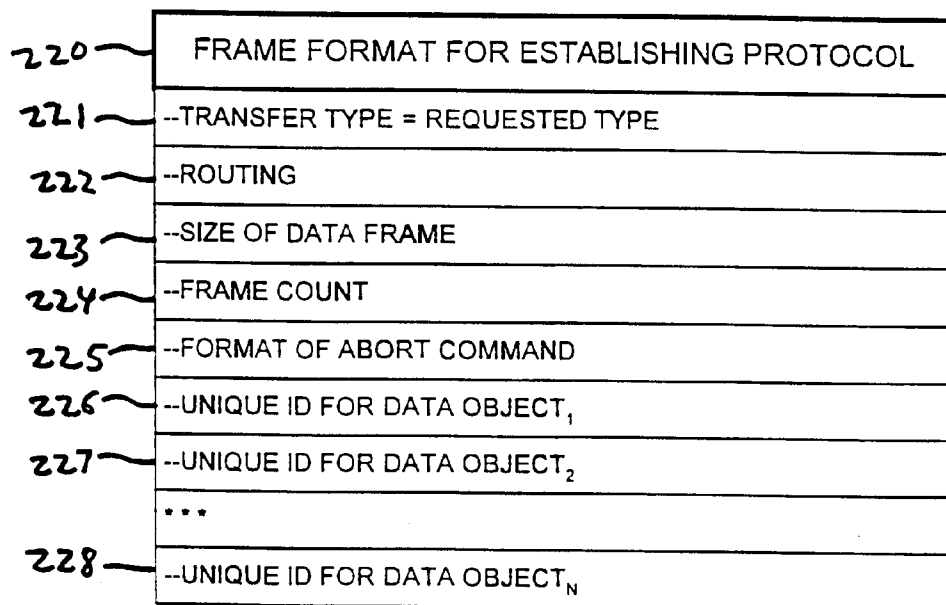 220 FRAME FORMAT FOR ESTABLISHING PROTOCOL
221 --TRANSFER TYPE = REQUESTED TYPE
222 --ROUTING
223 --SIZE OF DATA FRAME
224 --FRAME COUNT
225 --FORMAT OF ABORT COMMAND
226 --UNIQUE ID FOR DATA OBJECT₁
227 --UNIQUE ID FOR DATA OBJECT₂
* * *
228 --UNIQUE ID FOR DATA OBJECT_N